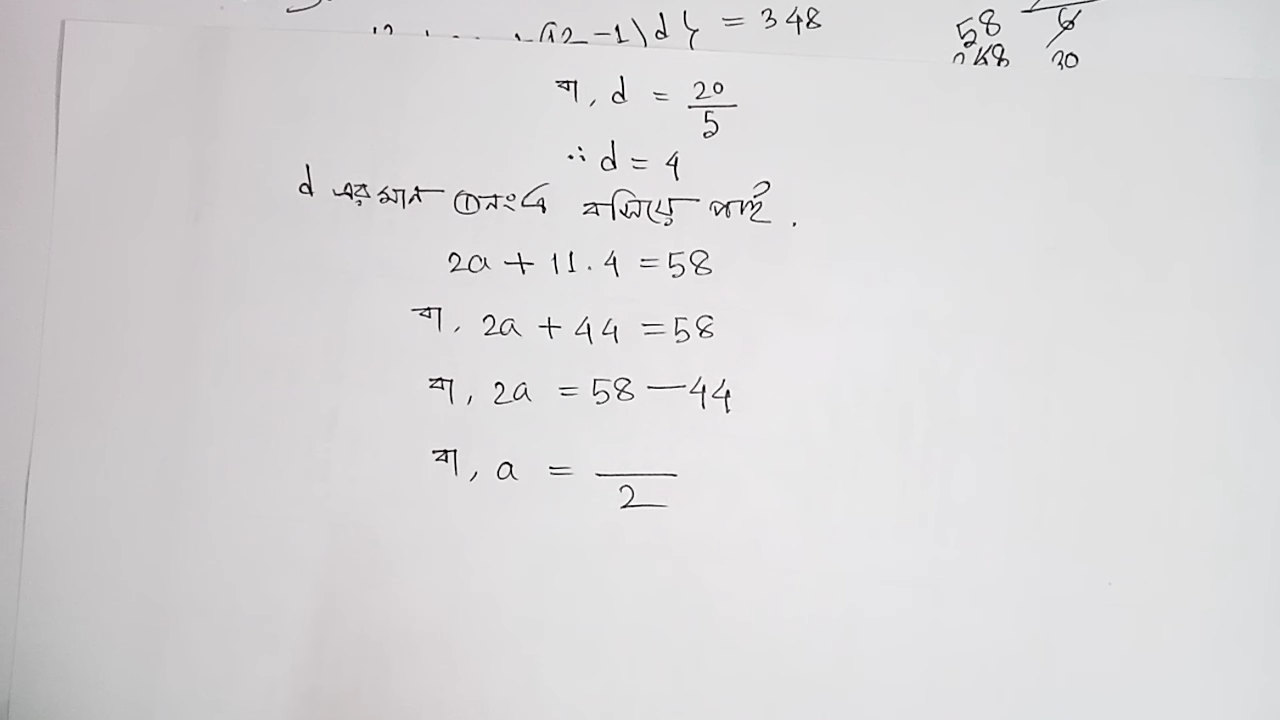 (12-1)d} = 348
58
30
বা, d = 20/5
∴ d = 4
d এর মান ①নং এ বসিয়ে পাই.
2a + 11.4 = 58
বা, 2a + 44 = 58
বা, 2a = 58 — 44
বা, a = /2